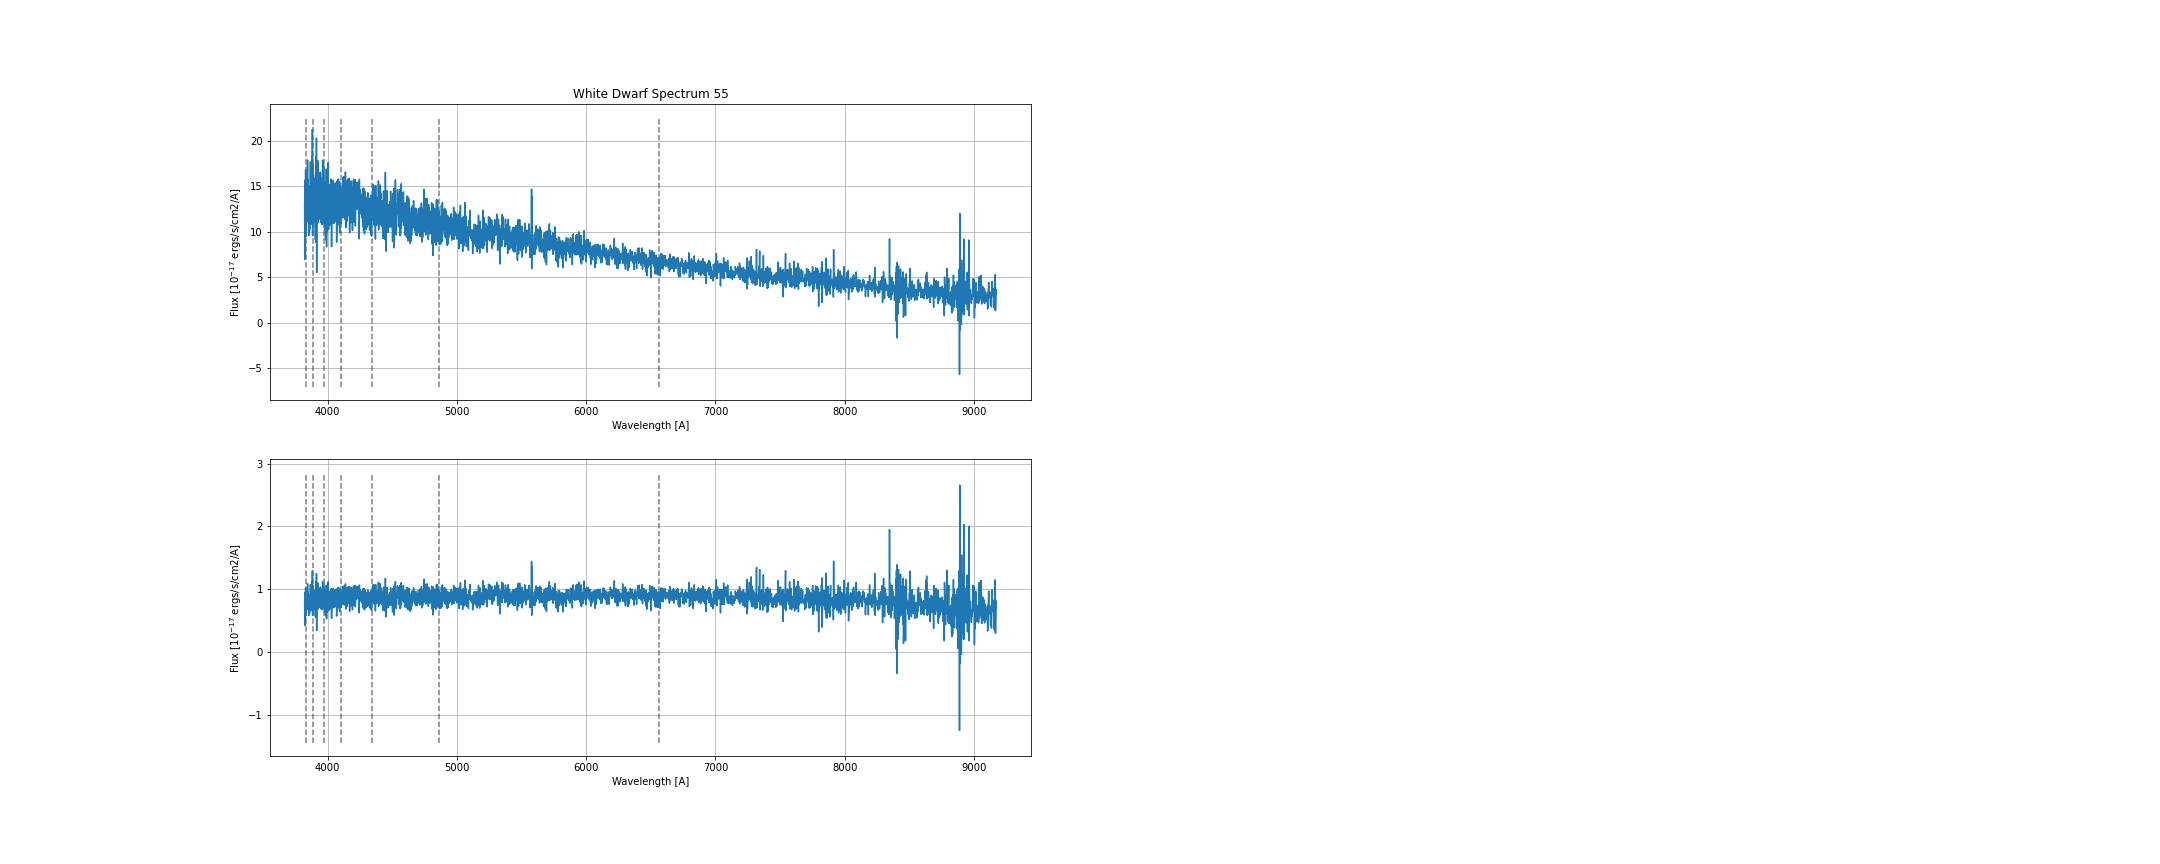 White Dwarf Spectrum 55
20
15
10
5
0
−5
Flux [10⁻¹⁷ ergs/s/cm2/A]
4000 5000 6000 7000 8000 9000
Wavelength [A]
3
2
1
0
−1
Flux [10⁻¹⁷ ergs/s/cm2/A]
4000 5000 6000 7000 8000 9000
Wavelength [A]